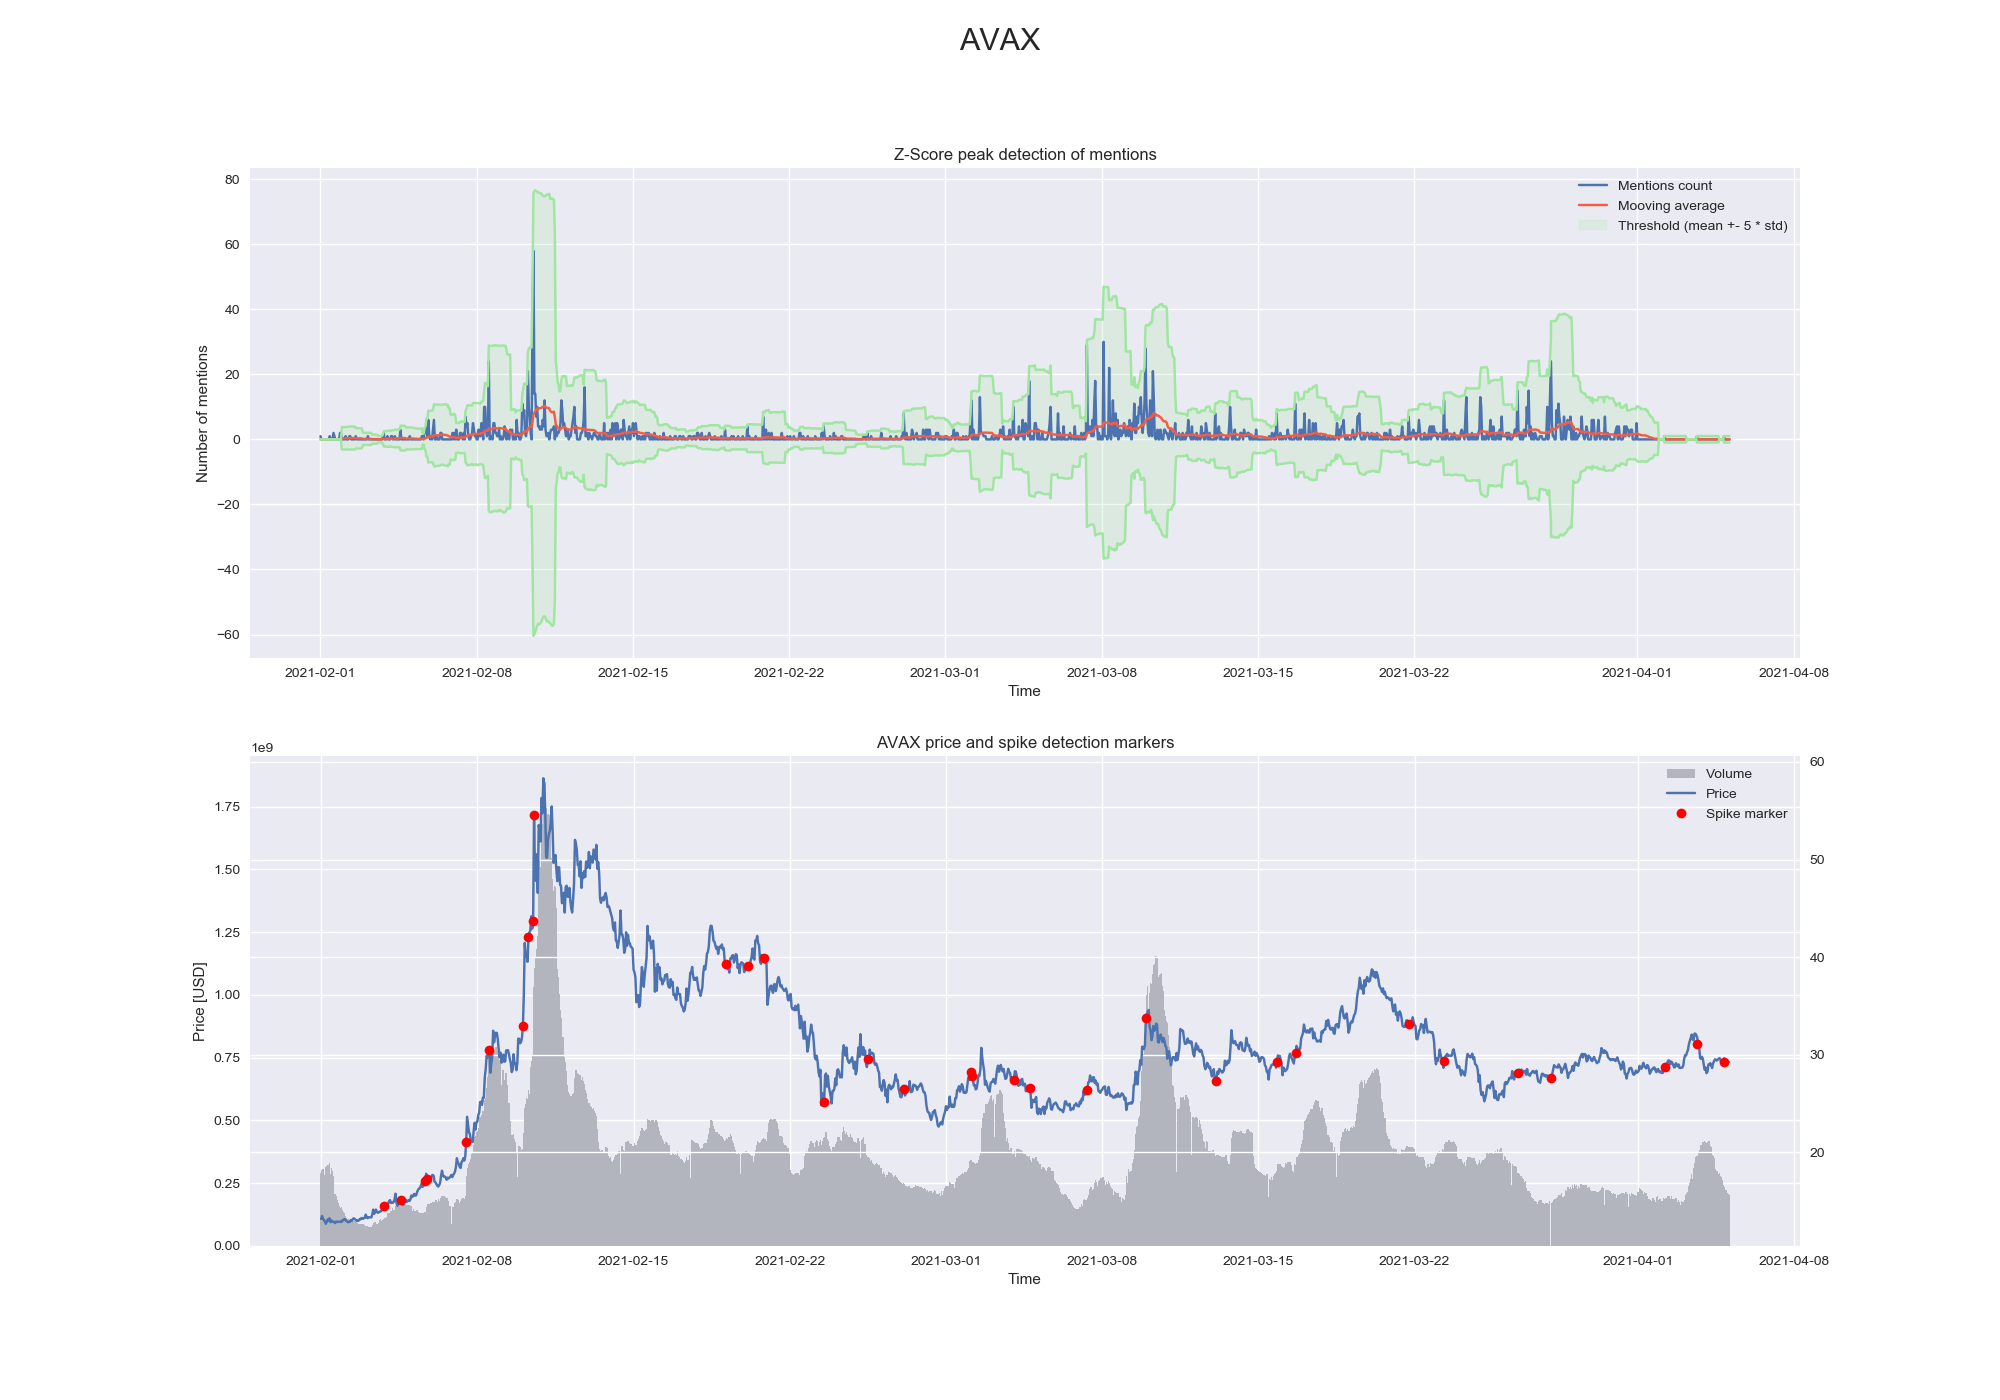 AVAX
Z-Score peak detection of mentions
80
60
40
20
0
−20
−40
−60
Number of mentions
Mentions count
Mooving average
Threshold (mean +- 5 * std)
2021-02-01 2021-02-08 2021-02-15 2021-02-22 2021-03-01 2021-03-08 2021-03-15 2021-03-22 2021-04-01 2021-04-08
Time
AVAX price and spike detection markers
1e9
1.75
1.50
1.25
1.00
0.75
0.50
0.25
0.00
Price [USD]
Volume
Price
Spike marker
60
50
40
30
20
2021-02-01 2021-02-08 2021-02-15 2021-02-22 2021-03-01 2021-03-08 2021-03-15 2021-03-22 2021-04-01 2021-04-08
Time